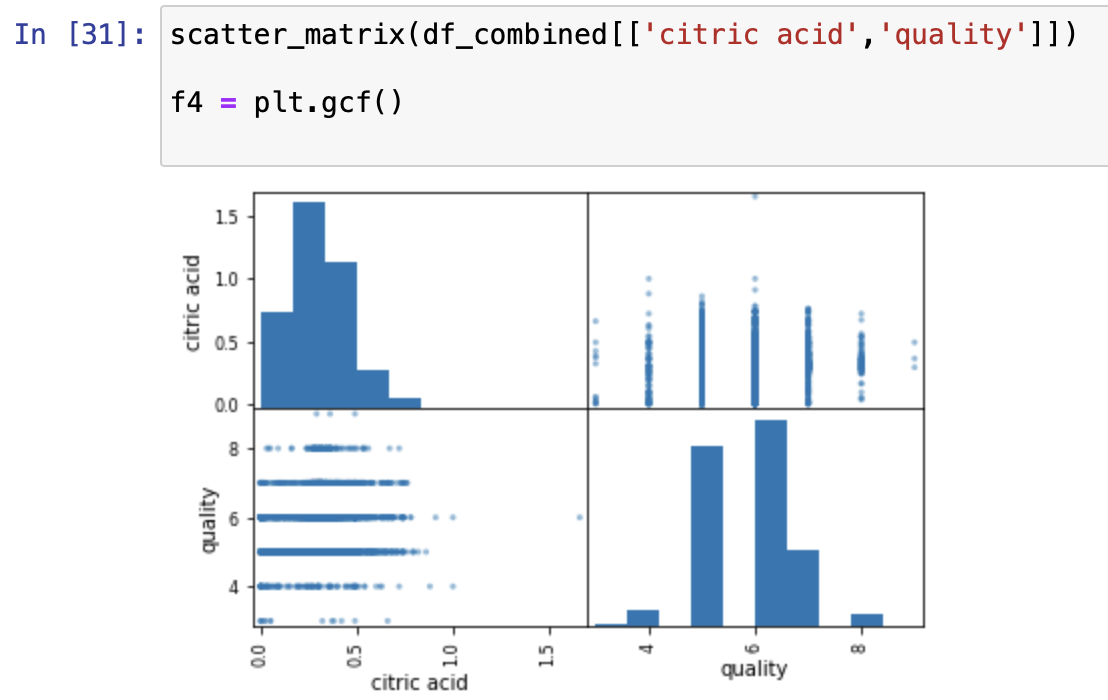 In [31]: scatter_matrix(df_combined[['citric acid','quality']])
f4 = plt.gcf()
citric acid
1.5
1.0
0.5
0.0
quality
8
6
4
0.0 0.5 1.0 1.5
citric acid
4 6 8
quality